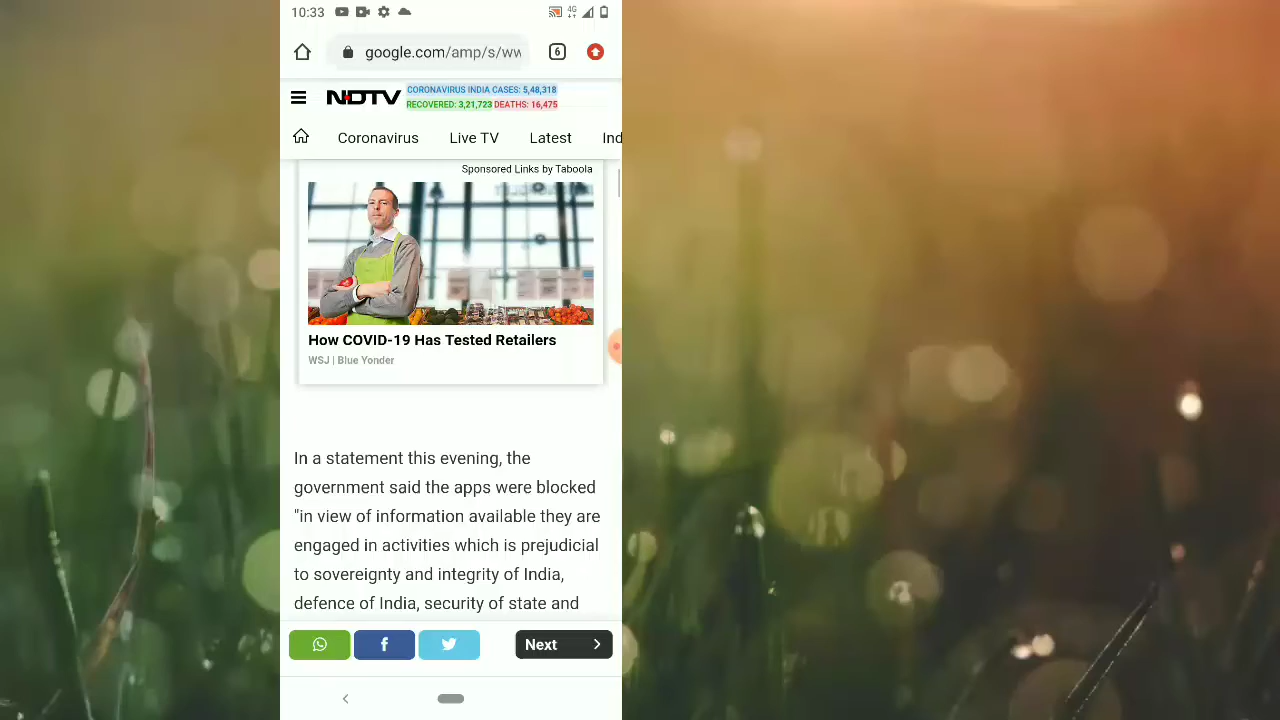 10:33
4G
google.com/amp/s/ww
6
NDTV
CORONAVIRUS INDIA CASES: 5,48,318
RECOVERED: 3,21,723 DEATHS: 16,475
Coronavirus Live TV Latest Ind
Sponsored Links by Taboola
How COVID-19 Has Tested Retailers
WSJ | Blue Yonder
In a statement this evening, the
government said the apps were blocked
"in view of information available they are
engaged in activities which is prejudicial
to sovereignty and integrity of India,
defence of India, security of state and
Next